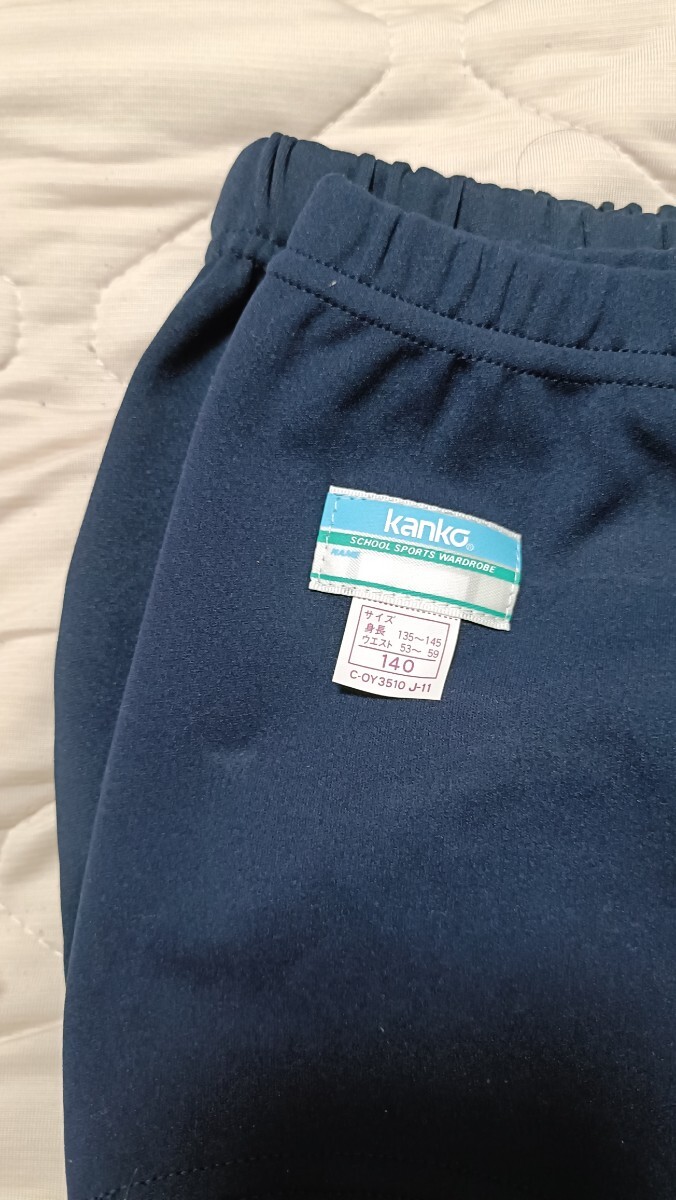 kanko®
SCHOOL SPORTS WARDROBE
NAME
サイズ
身長 135～145
ウエスト 53～ 59
140
C-OY3510 J-11